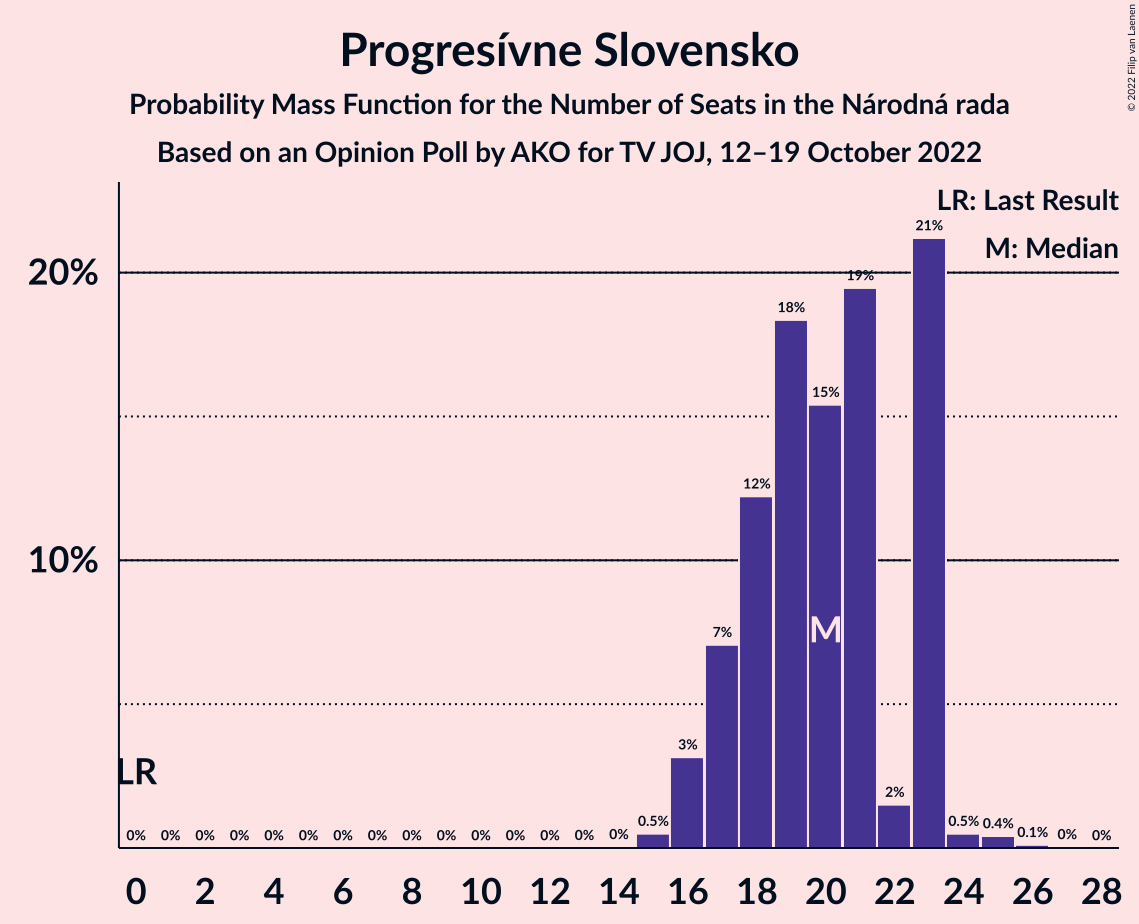 Progresívne Slovensko
Probability Mass Function for the Number of Seats in the Národná rada
Based on an Opinion Poll by AKO for TV JOJ, 12–19 October 2022
© 2022 Filip van Laenen
LR: Last Result
M: Median
20%
10%
LR
M
0% 0% 0% 0% 0% 0% 0% 0% 0% 0% 0% 0% 0% 0% 0% 0.5% 3% 7% 12% 18% 15% 19% 2% 21% 0.5% 0.4% 0.1% 0% 0%
0 2 4 6 8 10 12 14 16 18 20 22 24 26 28